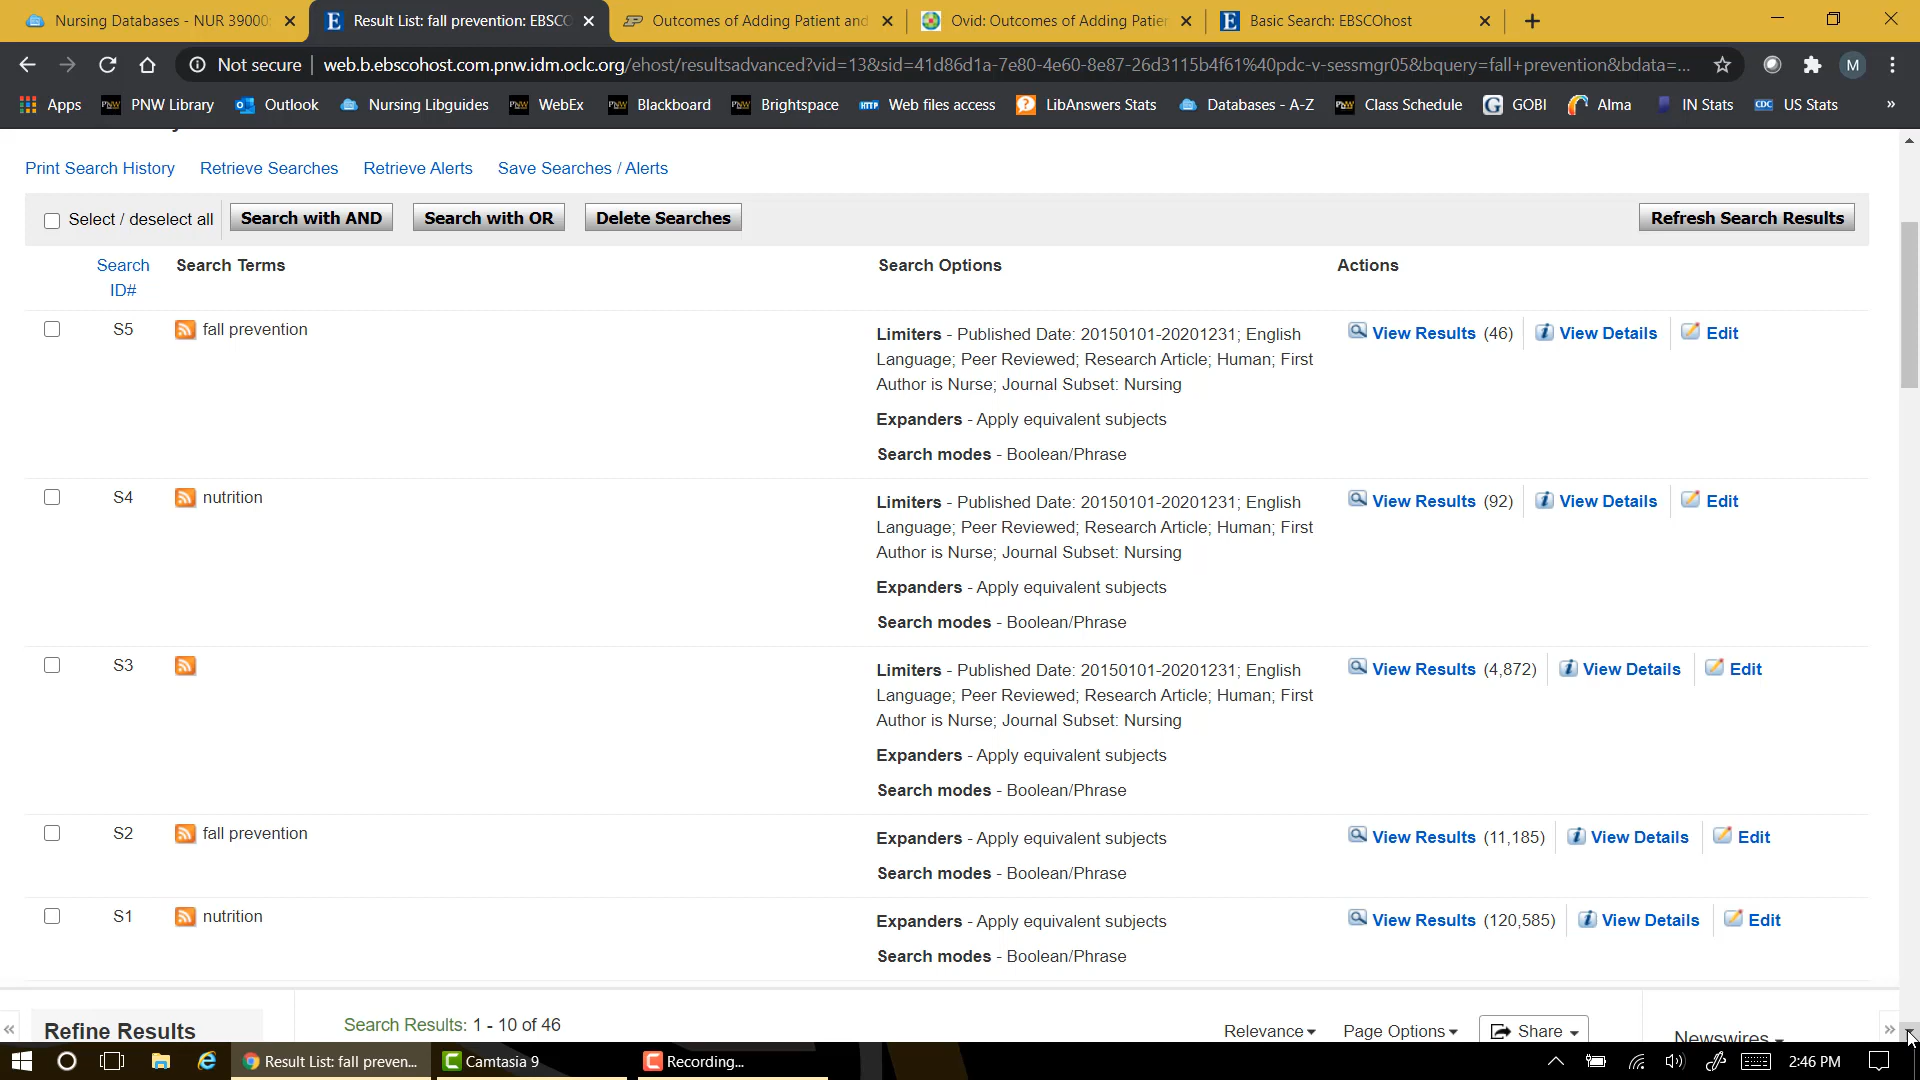 Nursing Databases - NUR 39000
Result List: fall prevention: EBSCO
Outcomes of Adding Patient and
Ovid: Outcomes of Adding Patien
Basic Search: EBSCOhost
Not secure
web.b.ebscohost.com.pnw.idm.oclc.org/ehost/resultsadvanced?vid=13&sid=41d86d1a-7e80-4e60-8e87-26d3115b4f61%40pdc-v-sessmgr05&bquery=fall+prevention&bdata=...
M
Apps
PNW Library
Outlook
Nursing Libguides
WebEx
Blackboard
Brightspace
Web files access
LibAnswers Stats
Databases - A-Z
Class Schedule
GOBI
Alma
IN Stats
US Stats
»
Print Search History
Retrieve Searches
Retrieve Alerts
Save Searches / Alerts
Select / deselect all
Search with AND
Search with OR
Delete Searches
Refresh Search Results
Search
ID#
Search Terms
Search Options
Actions
S5
fall prevention
Limiters - Published Date: 20150101-20201231; English
Language; Peer Reviewed; Research Article; Human; First
Author is Nurse; Journal Subset: Nursing
Expanders - Apply equivalent subjects
Search modes - Boolean/Phrase
View Results (46)
View Details
Edit
S4
nutrition
Limiters - Published Date: 20150101-20201231; English
Language; Peer Reviewed; Research Article; Human; First
Author is Nurse; Journal Subset: Nursing
Expanders - Apply equivalent subjects
Search modes - Boolean/Phrase
View Results (92)
View Details
Edit
S3
Limiters - Published Date: 20150101-20201231; English
Language; Peer Reviewed; Research Article; Human; First
Author is Nurse; Journal Subset: Nursing
Expanders - Apply equivalent subjects
Search modes - Boolean/Phrase
View Results (4,872)
View Details
Edit
S2
fall prevention
Expanders - Apply equivalent subjects
Search modes - Boolean/Phrase
View Results (11,185)
View Details
Edit
S1
nutrition
Expanders - Apply equivalent subjects
Search modes - Boolean/Phrase
View Results (120,585)
View Details
Edit
«
Refine Results
Search Results: 1 - 10 of 46
Relevance
Page Options
Share
Newswires
»
Result List: fall preven...
Camtasia 9
Recording...
2:46 PM